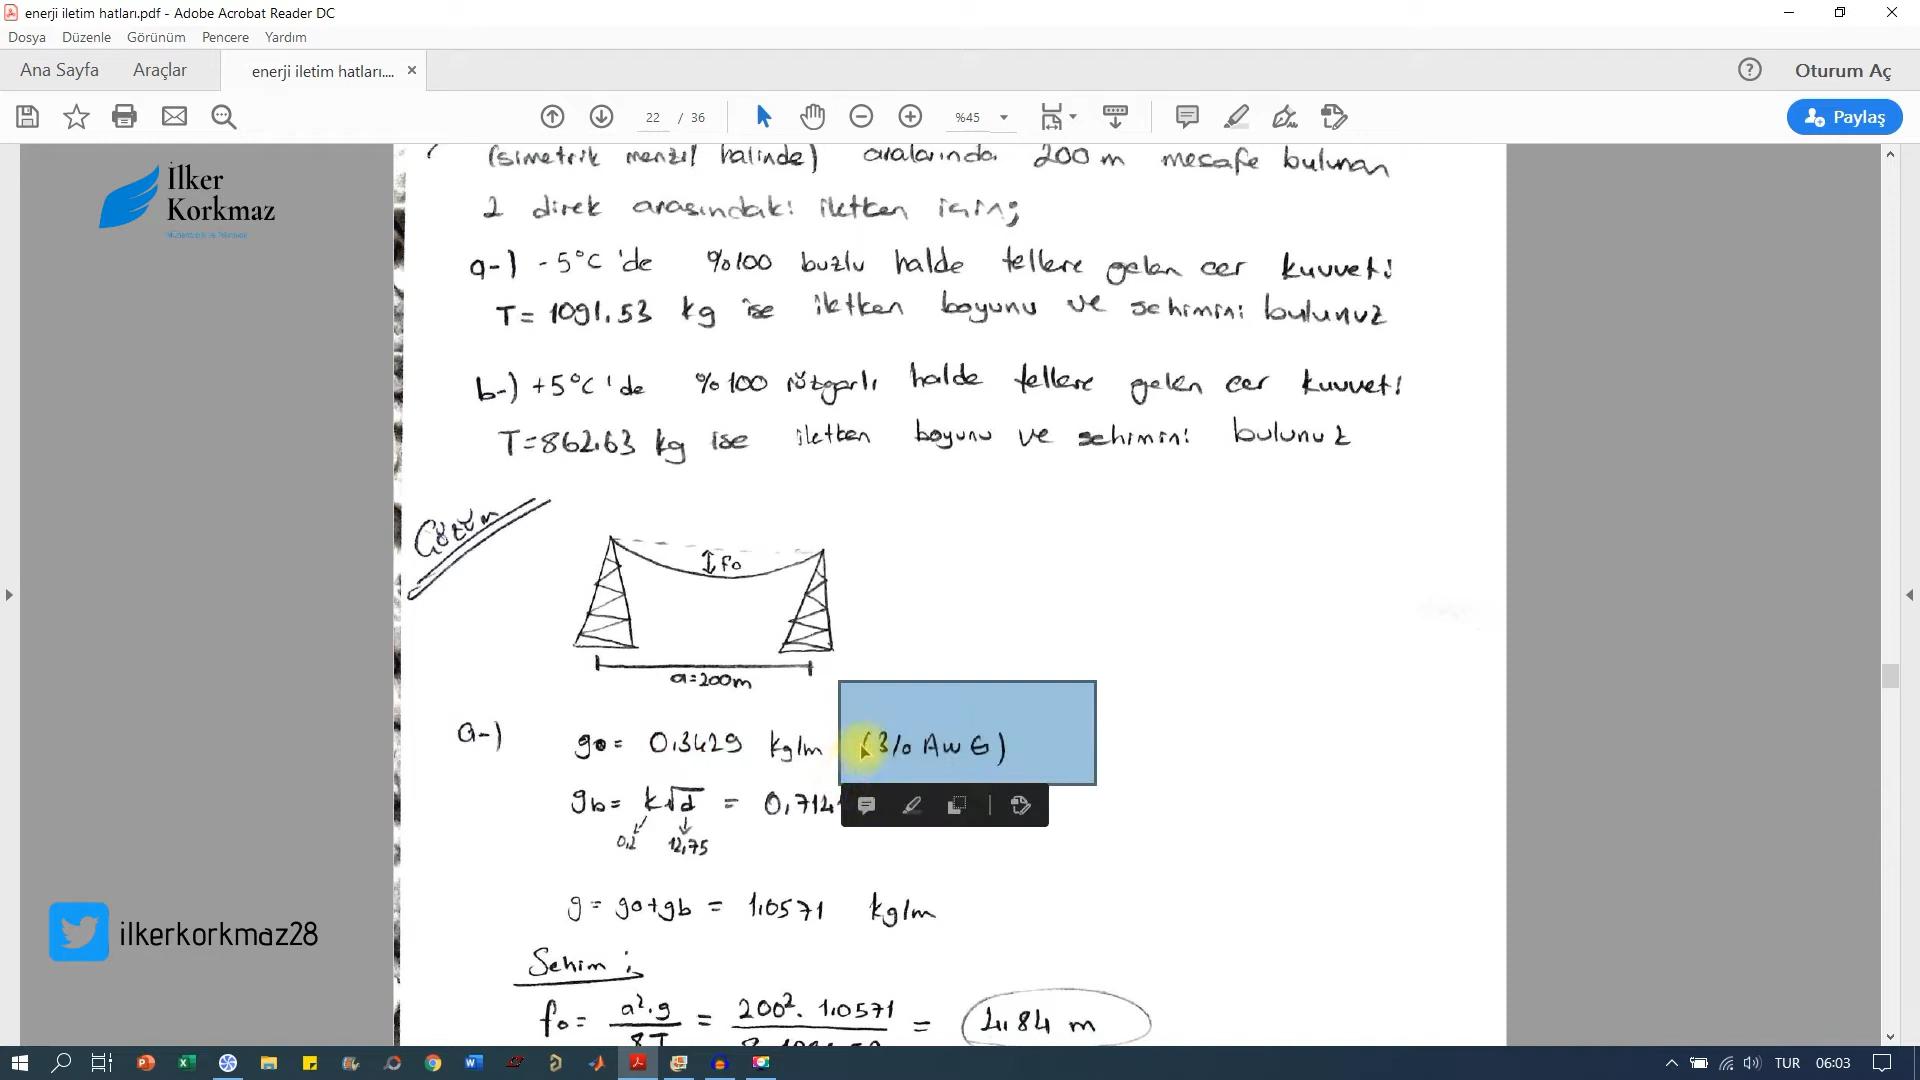 enerji iletim hatları.pdf - Adobe Acrobat Reader DC
Dosya Düzenle Görünüm Pencere Yardım
Ana Sayfa Araçlar enerji iletim hatları.... × Oturum Aç
22 / 36 %45 Paylaş
İlker
Korkmaz
(simetrik menzil halinde) aralarında 200 m mesafe bulunan
2 direk arasındaki iletken için;
a-) -5°C 'de %100 buzlu halde tellere gelen cer kuvveti
T= 1091.53 kg ise iletken boyunu ve sehimini bulunuz
b-) +5°C 'de %100 rüzgarlı halde tellere gelen cer kuvveti
T=862.63 kg ise iletken boyunu ve sehimini bulunuz
Çözüm
fo
a=200m
a-) go= 0.3429 kg/m (3/0 AWG)
gb= k√d = 0,714
0,2 12,75
g= go+gb = 1.0571 kg/m
Sehim ;
fo= a².g / 8T = 200². 1.0571 = 4.84 m
ilkerkorkmaz28
TUR 06:03